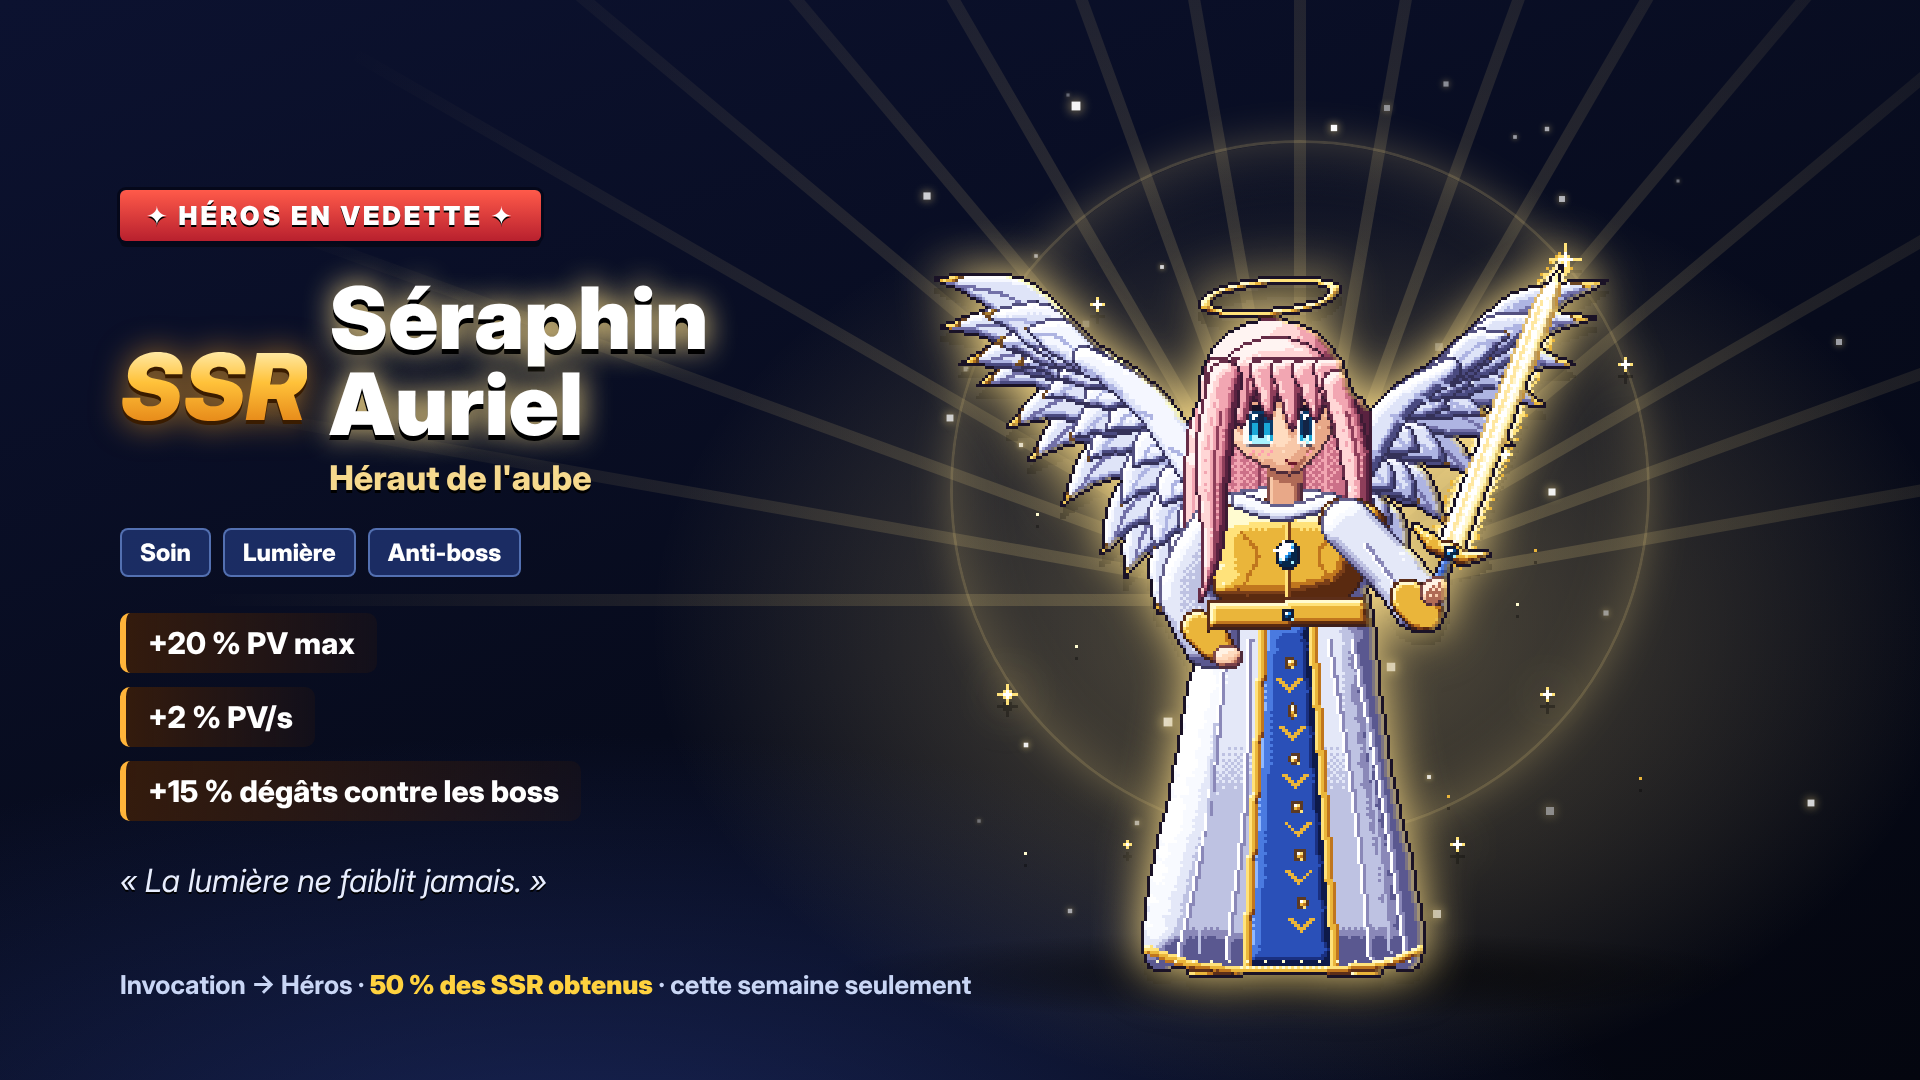 ✦ HÉROS EN VEDETTE ✦
SSR
Séraphin
Auriel
Héraut de l'aube
Soin
Lumière
Anti-boss
+20 % PV max
+2 % PV/s
+15 % dégâts contre les boss
« La lumière ne faiblit jamais. »
Invocation → Héros · 50 % des SSR obtenus · cette semaine seulement